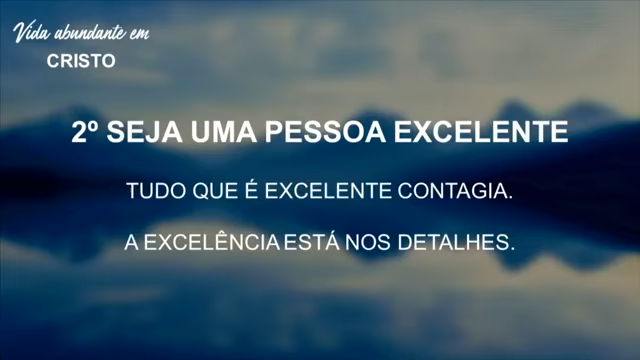 Vida abundante em
CRISTO
2º SEJA UMA PESSOA EXCELENTE
TUDO QUE É EXCELENTE CONTAGIA.
A EXCELÊNCIA ESTÁ NOS DETALHES.